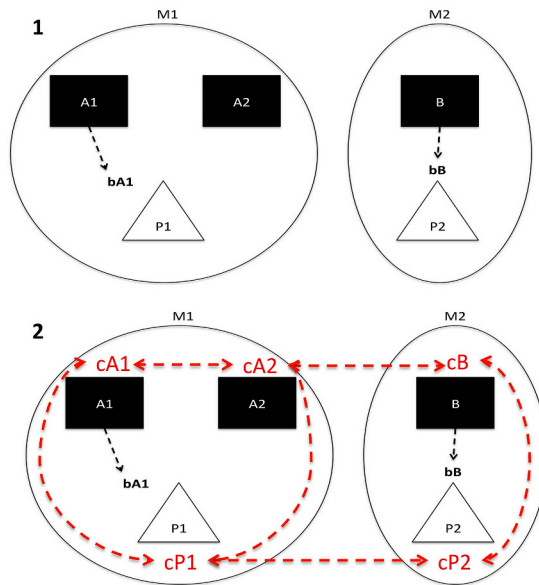 M1 M2
1
A1 A2 B
bA1 bB
P1 P2
M1 M2
2
cA1 cA2 cB
A1 A2 B
bA1 bB
P1 P2
cP1 cP2